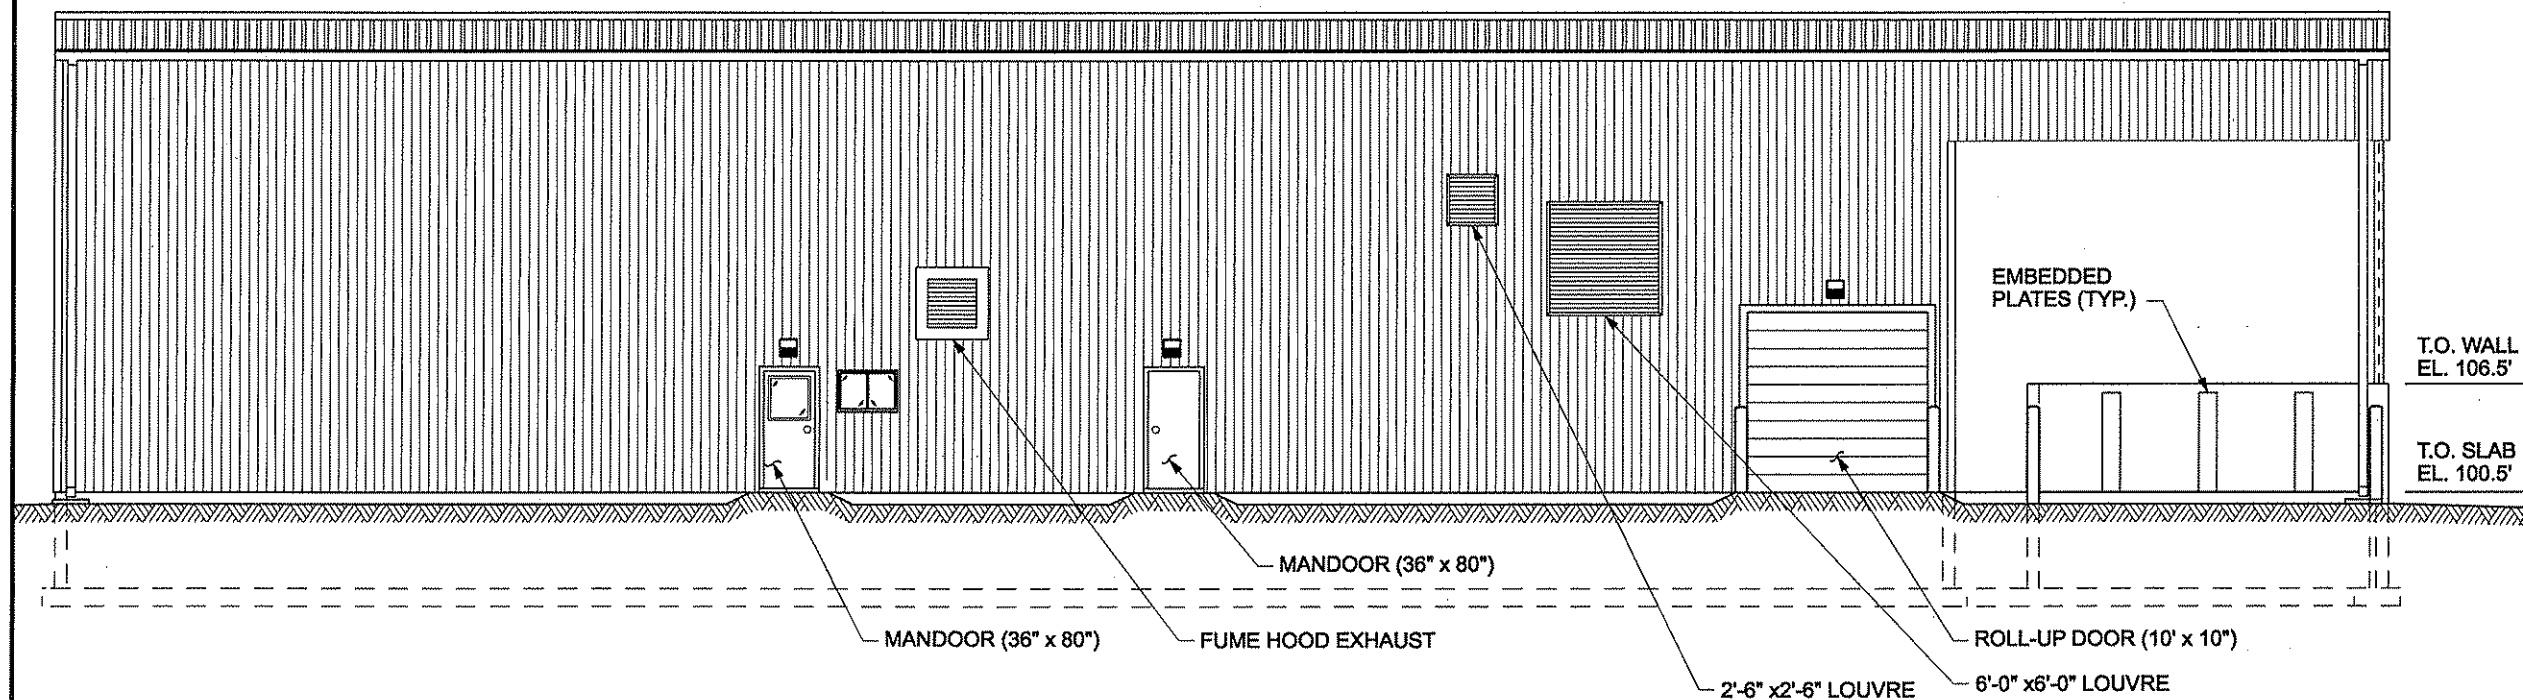 EMBEDDED
PLATES (TYP.)
T.O. WALL
EL. 106.5'
T.O. SLAB
EL. 100.5'
MANDOOR (36" x 80")
MANDOOR (36" x 80")
FUME HOOD EXHAUST
ROLL-UP DOOR (10' x 10")
2'-6" x2'-6" LOUVRE
6'-0" x6'-0" LOUVRE